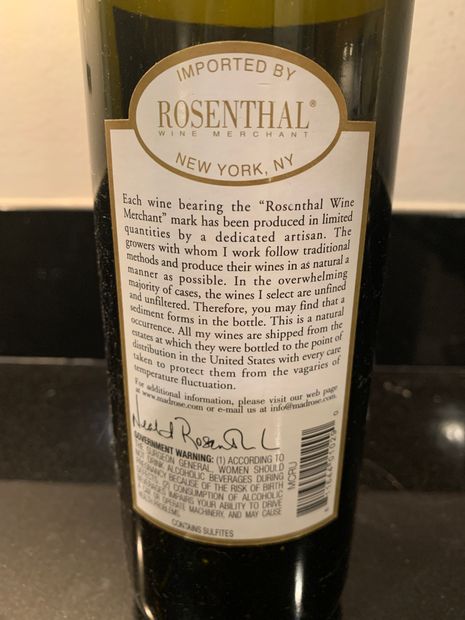 IMPORTED BY
ROSENTHAL®
WINE MERCHANT
NEW YORK, NY
Each wine bearing the "Rosenthal Wine
Merchant" mark has been produced in limited
quantities by a dedicated artisan. The
growers with whom I work follow traditional
methods and produce their wines in as natural a
manner as possible. In the overwhelming
majority of cases, the wines I select are unfined
and unfiltered. Therefore, you may find that a
sediment forms in the bottle. This is a natural
occurrence. All my wines are shipped from the
estates at which they were bottled to the point of
distribution in the United States with every care
taken to protect them from the vagaries of
temperature fluctuation.
For additional information, please visit our web page
at www.madrose.com or e-mail us at info@madrose.com.
GOVERNMENT WARNING: (1) ACCORDING TO
THE SURGEON GENERAL, WOMEN SHOULD
NOT DRINK ALCOHOLIC BEVERAGES DURING
PREGNANCY BECAUSE OF THE RISK OF BIRTH
DEFECTS. (2) CONSUMPTION OF ALCOHOLIC
BEVERAGES IMPAIRS YOUR ABILITY TO DRIVE
A CAR OR OPERATE MACHINERY, AND MAY CAUSE
HEALTH PROBLEMS.
CONTAINS SULFITES
MCRU